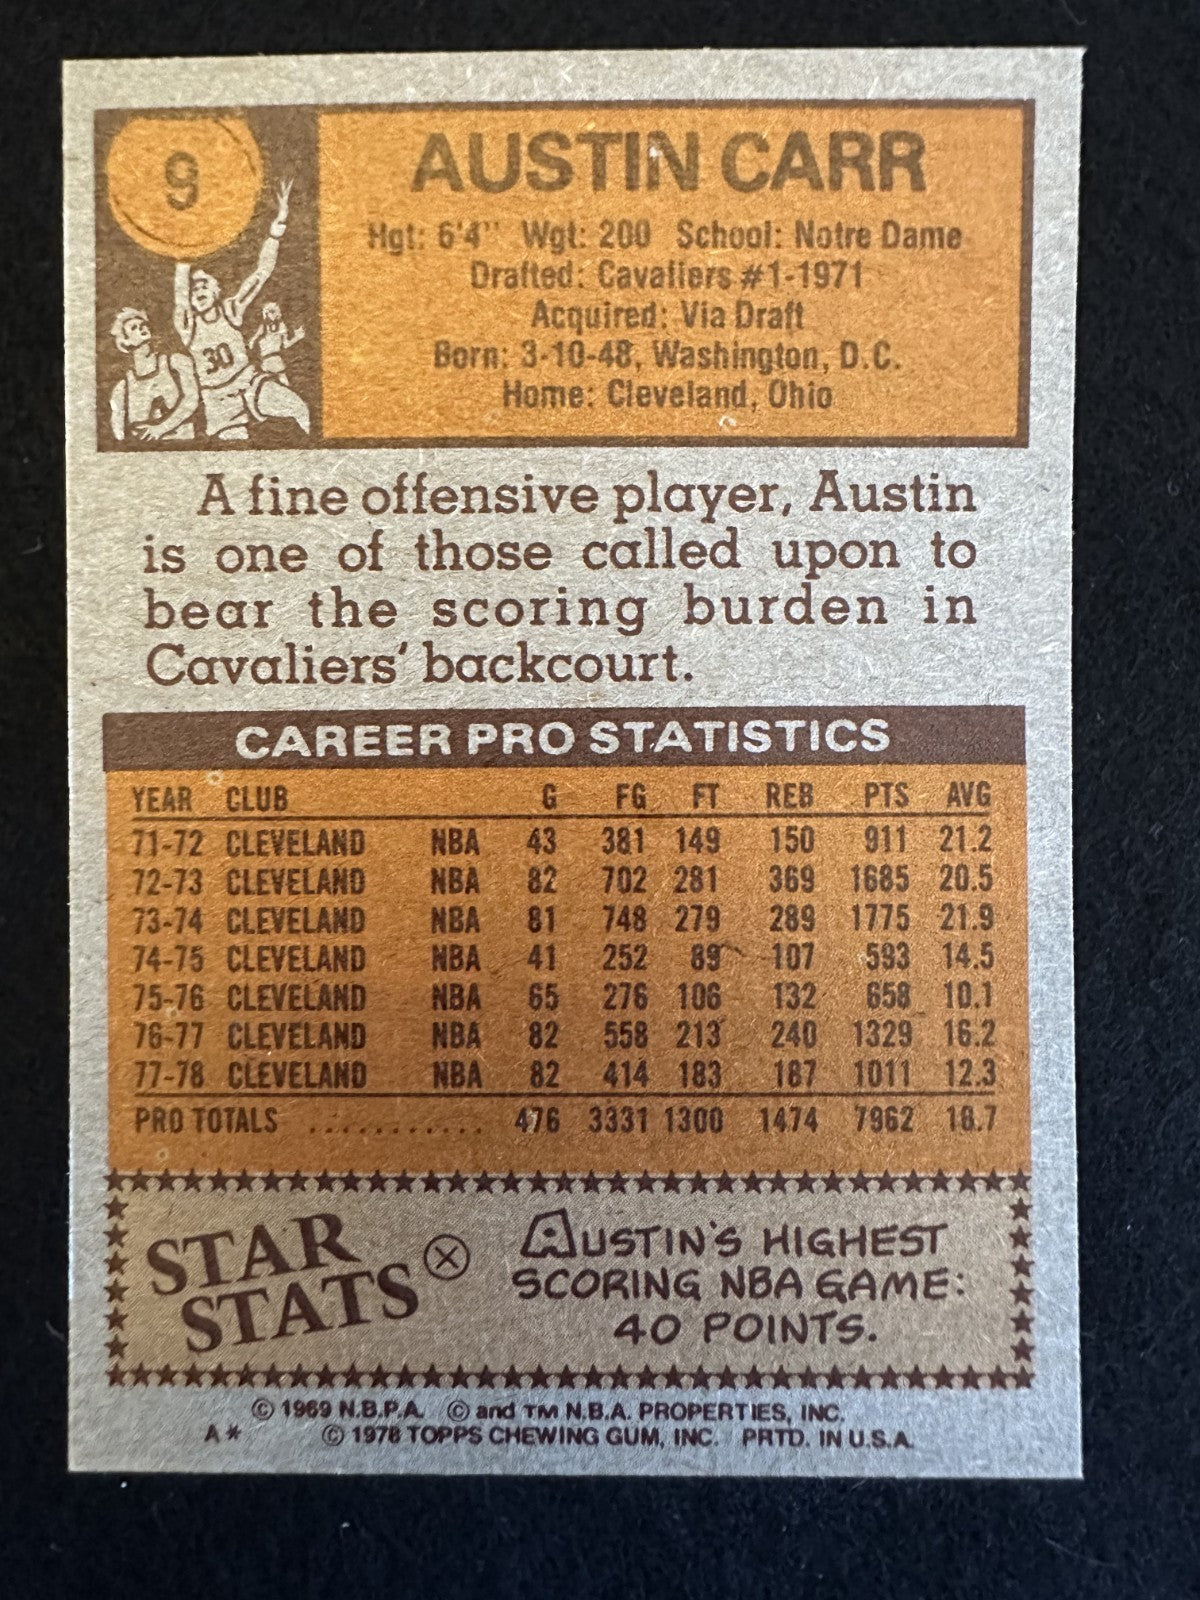 9
AUSTIN CARR
Hgt: 6'4" Wgt: 200 School: Notre Dame
Drafted: Cavaliers #1-1971
Acquired: Via Draft
Born: 3-10-48, Washington, D.C.
Home: Cleveland, Ohio
30
A fine offensive player, Austin
is one of those called upon to
bear the scoring burden in
Cavaliers' backcourt.
CAREER PRO STATISTICS
YEAR CLUB G FG FT REB PTS AVG
71-72 CLEVELAND NBA 43 381 149 150 911 21.2
72-73 CLEVELAND NBA 82 702 281 369 1685 20.5
73-74 CLEVELAND NBA 81 748 279 289 1775 21.9
74-75 CLEVELAND NBA 41 252 89 107 593 14.5
75-76 CLEVELAND NBA 65 276 106 132 658 10.1
76-77 CLEVELAND NBA 82 558 213 240 1329 16.2
77-78 CLEVELAND NBA 82 414 183 187 1011 12.3
PRO TOTALS ............ 476 3331 1300 1474 7962 16.7
STAR
STATS
AUSTIN'S HIGHEST
SCORING NBA GAME:
40 POINTS.
© 1969 N.B.P.A. © and TM N.B.A. PROPERTIES, INC.
A* © 1978 TOPPS CHEWING GUM, INC. PRTD. IN U.S.A.